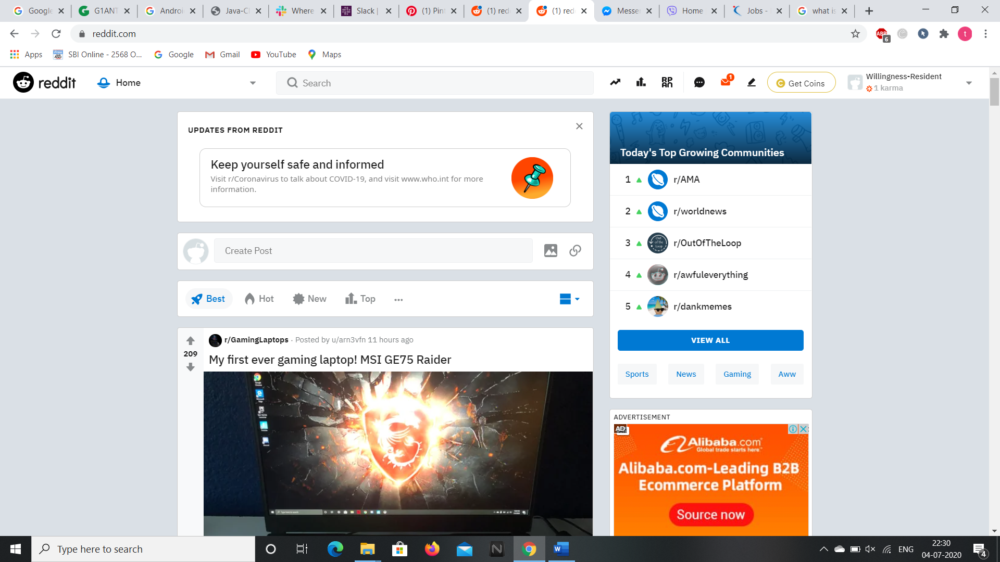 Google
G1ANT
Androi
Java-Cl
Where
Slack |
(1) Pin
(1) red
(1) red
Messe
Home
Jobs -
what is
reddit.com
ABP
6
t
Apps
SBI Online - 2568 O...
Google
Gmail
YouTube
Maps
reddit
Home
Search
1
Get Coins
Willingness-Resident
1 karma
UPDATES FROM REDDIT
Keep yourself safe and informed
Visit r/Coronavirus to talk about COVID-19, and visit www.who.int for more
information.
Create Post
Best
Hot
New
Top
r/GamingLaptops · Posted by u/arn3vfn 11 hours ago
209
My first ever gaming laptop! MSI GE75 Raider
Today's Top Growing Communities
1 r/AMA
2 r/worldnews
3 r/OutOfTheLoop
4 r/awfuleverything
5 r/dankmemes
VIEW ALL
Sports
News
Gaming
Aww
ADVERTISEMENT
AD
Alibaba.com
Global trade starts here.
Alibaba.com-Leading B2B
Ecommerce Platform
Source now
Type here to search
ENG
22:30
04-07-2020
4